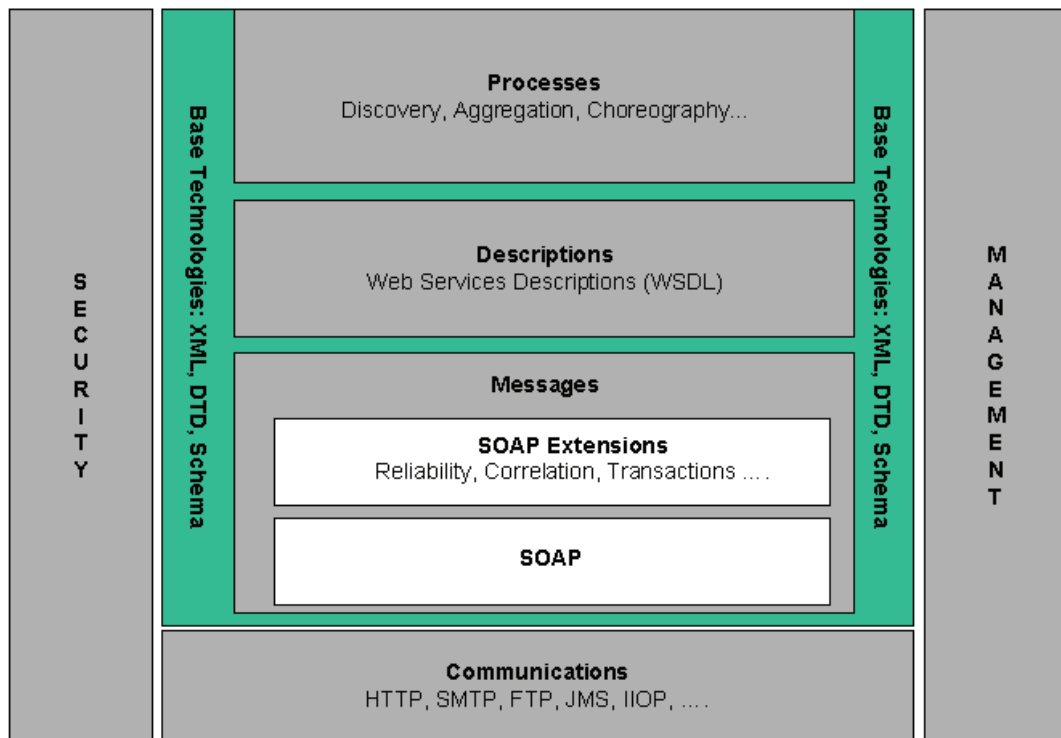 Processes
Discovery, Aggregation, Choreography...
Base Technologies: XML, DTD, Schema
Base Technologies: XML, DTD, Schema
Descriptions
Web Services Descriptions (WSDL)
SECURITY
MANAGEMENT
Messages
SOAP Extensions
Reliability, Correlation, Transactions ... .
SOAP
Communications
HTTP, SMTP, FTP, JMS, IIOP, ... .